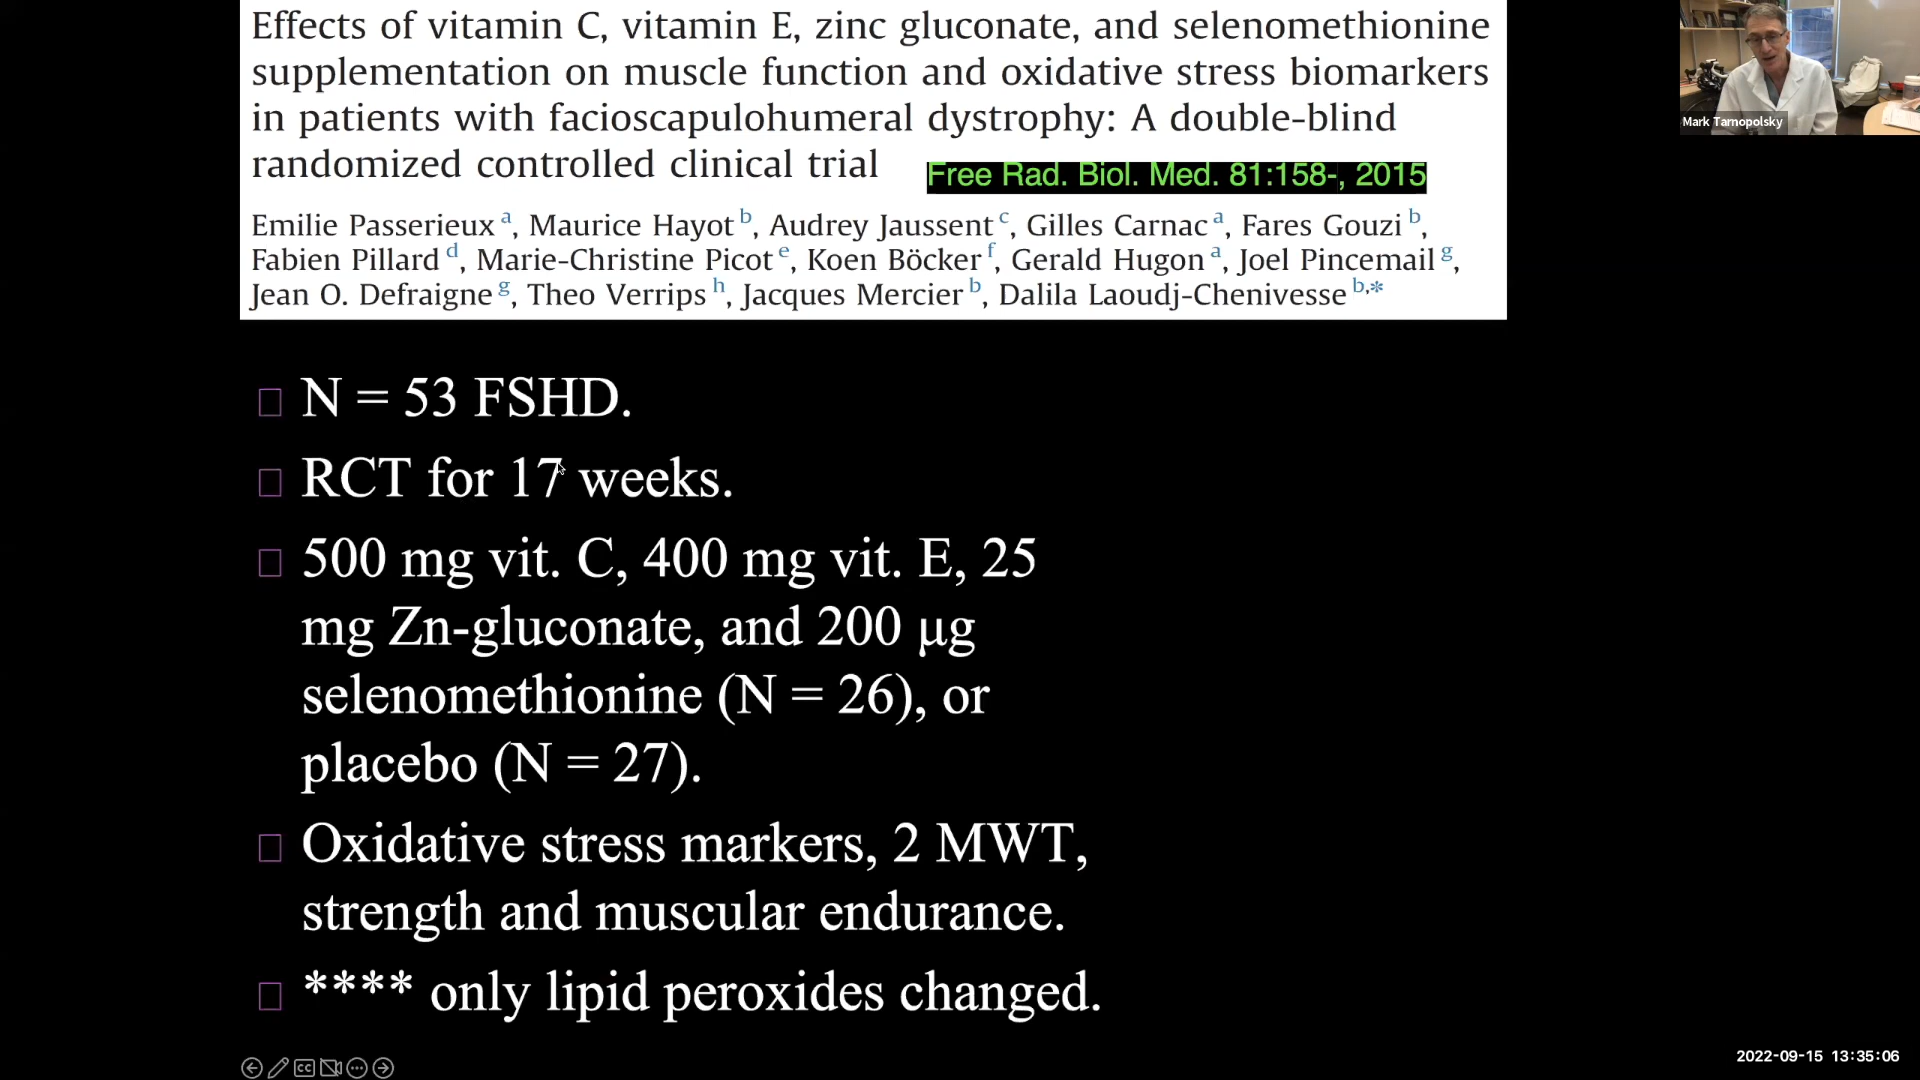 Effects of vitamin C, vitamin E, zinc gluconate, and selenomethionine
supplementation on muscle function and oxidative stress biomarkers
in patients with facioscapulohumeral dystrophy: A double-blind
randomized controlled clinical trial
Free Rad. Biol. Med. 81:158-, 2015
Emilie Passerieux a, Maurice Hayot b, Audrey Jaussent c, Gilles Carnac a, Fares Gouzi b,
Fabien Pillard d, Marie-Christine Picot e, Koen Böcker f, Gerald Hugon a, Joel Pincemail g,
Jean O. Defraigne g, Theo Verrips h, Jacques Mercier b, Dalila Laoudj-Chenivesse b,*
Mark Tarnopolsky
N = 53 FSHD.
RCT for 17 weeks.
500 mg vit. C, 400 mg vit. E, 25
mg Zn-gluconate, and 200 μg
selenomethionine (N = 26), or
placebo (N = 27).
Oxidative stress markers, 2 MWT,
strength and muscular endurance.
**** only lipid peroxides changed.
CC
2022-09-15 13:35:06